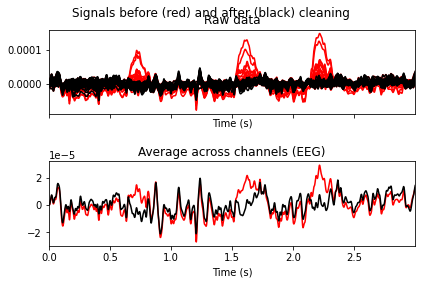 Signals before (red) and after (black) cleaning
Raw data
0.0001
0.0000
Time (s)
Average across channels (EEG)
1e−5
2
0
−2
0.0 0.5 1.0 1.5 2.0 2.5
Time (s)